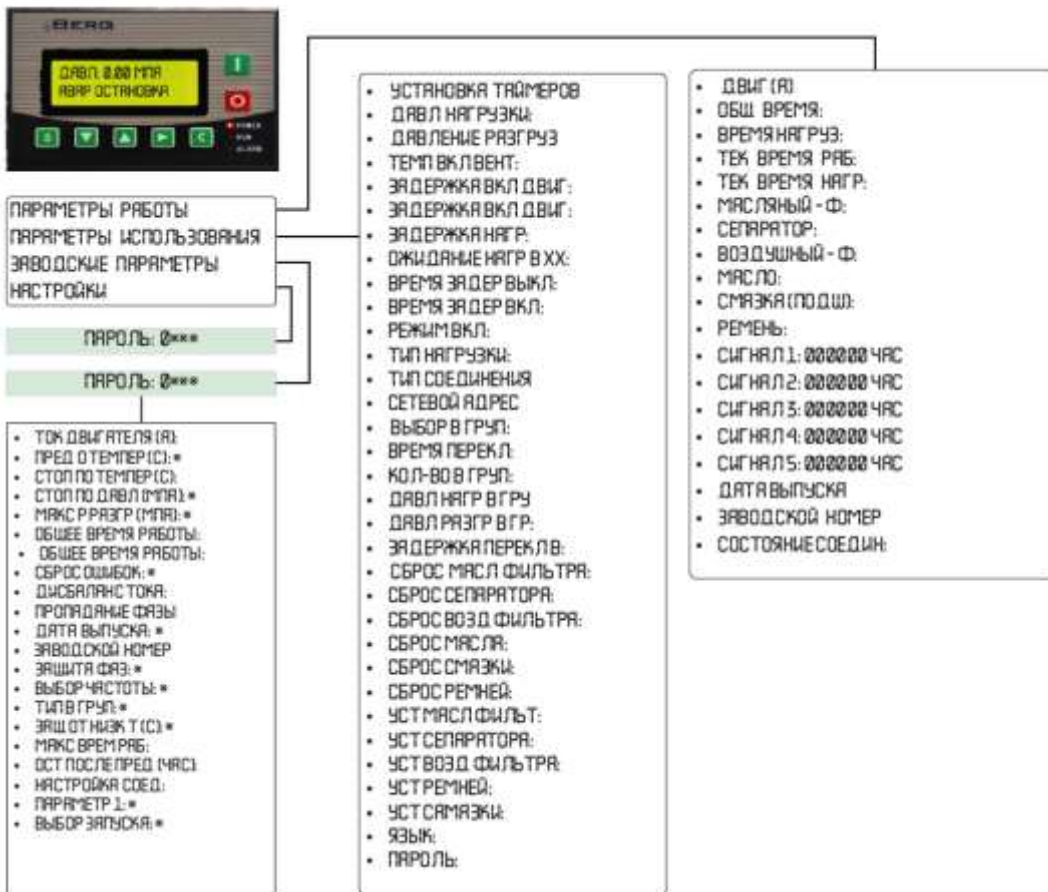 BERG
ДАВЛ: 0.00 МПА
АВАР ОСТАНОВКА
POWER
RUN
ALARM
ПАРАМЕТРЫ РАБОТЫ
ПАРАМЕТРЫ ИСПОЛЬЗОВАНИЯ
ЗАВОДСКИЕ ПАРАМЕТРЫ
НАСТРОЙКИ
ПАРОЛЬ: 0***
ПАРОЛЬ: 0***
• ТОК ДВИГАТЕЛЯ (А):
• ПРЕД О ТЕМПЕР (С): *
• СТОП ПО ТЕМПЕР (С):
• СТОП ПО ДАВЛ (МПА): *
• МАКС Р РАЗГР (МПА): *
• ОБЩЕЕ ВРЕМЯ РАБОТЫ:
• ОБЩЕЕ ВРЕМЯ РАБОТЫ:
• СБРОС ОШИБОК: *
• ДИСБАЛАНС ТОКА:
• ПРОПАДАНИЕ ФАЗЫ
• ДАТА ВЫПУСКА: *
• ЗАВОДСКОЙ НОМЕР
• ЗАЩИТА ФАЗ: *
• ВЫБОР ЧАСТОТЫ: *
• ТИП В ГРУП: *
• ЗАЩ ОТ НИЗК Т (С): *
• МАКС ВРЕМ РАБ:
• ОСТ ПОСЛЕ ПРЕД (ЧАС):
• НАСТРОЙКА СОЕД:
• ПАРАМЕТР 1: *
• ВЫБОР ЗАПУСКА: *
• УСТАНОВКА ТАЙМЕРОВ
• ДАВЛ НАГРУЗКИ:
• ДАВЛЕНИЕ РАЗГРУЗ
• ТЕМП ВКЛ ВЕНТ:
• ЗАДЕРЖКА ВКЛ ДВИГ:
• ЗАДЕРЖКА ВКЛ ДВИГ:
• ЗАДЕРЖКА НАГР:
• ОЖИДАНИЕ НАГР В ХХ:
• ВРЕМЯ ЗАДЕР ВЫКЛ:
• ВРЕМЯ ЗАДЕР ВКЛ:
• РЕЖИМ ВКЛ:
• ТИП НАГРУЗКИ:
• ТИП СОЕДИНЕНИЯ
• СЕТЕВОЙ АДРЕС
• ВЫБОР В ГРУП:
• ВРЕМЯ ПЕРЕКЛ:
• КОЛ-ВО В ГРУП:
• ДАВЛ НАГР В ГРУ
• ДАВЛ РАЗГР В ГР:
• ЗАДЕРЖКА ПЕРЕКЛ В:
• СБРОС МАСЛ ФИЛЬТРА:
• СБРОС СЕПАРАТОРА:
• СБРОС ВОЗД ФИЛЬТРА:
• СБРОС МАСЛА:
• СБРОС СМАЗКИ:
• СБРОС РЕМНЕЙ:
• УСТ МАСЛ ФИЛЬТ:
• УСТ СЕПАРАТОРА:
• УСТ ВОЗД ФИЛЬТРА:
• УСТ РЕМНЕЙ:
• УСТ САМАЗКИ:
• ЯЗЫК:
• ПАРОЛЬ:
• ДВИГ (А)
• ОБЩ ВРЕМЯ:
• ВРЕМЯ НАГРУЗ:
• ТЕК ВРЕМЯ РАБ:
• ТЕК ВРЕМЯ НАГР:
• МАСЛЯНЫЙ - Ф:
• СЕПАРАТОР:
• ВОЗДУШНЫЙ - Ф:
• МАСЛО:
• СМАЗКА (ПОДШ):
• РЕМЕНЬ:
• СИГНАЛ 1: 000000 ЧАС
• СИГНАЛ 2: 000000 ЧАС
• СИГНАЛ 3: 000000 ЧАС
• СИГНАЛ 4: 000000 ЧАС
• СИГНАЛ 5: 000000 ЧАС
• ДАТА ВЫПУСКА
• ЗАВОДСКОЙ НОМЕР
• СОСТОЯНИЕ СОЕДИН: